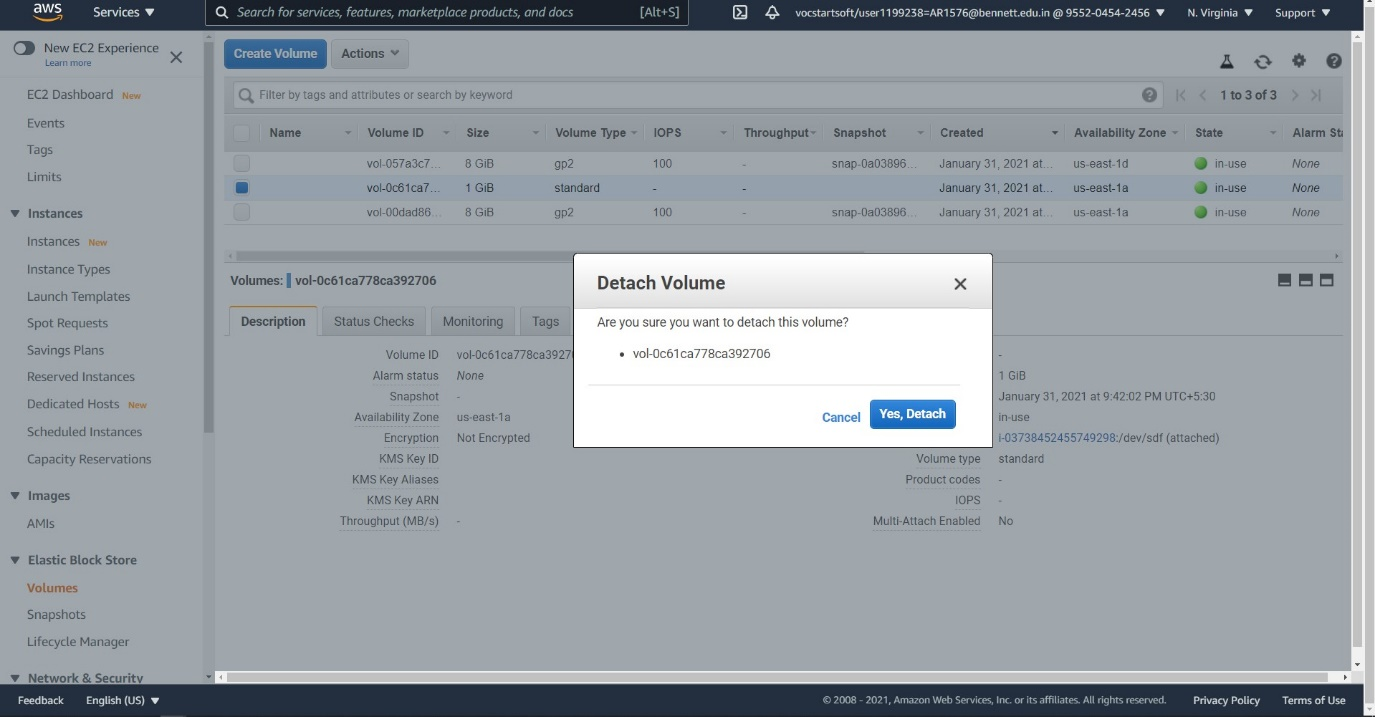 aws Services Search for services, features, marketplace products, and docs [Alt+S] vocstartsoft/user1199238=AR1576@bennett.edu.in @ 9552-0454-2456 N. Virginia Support
New EC2 Experience
Learn more
EC2 Dashboard New
Events
Tags
Limits
Instances
Instances New
Instance Types
Launch Templates
Spot Requests
Savings Plans
Reserved Instances
Dedicated Hosts New
Scheduled Instances
Capacity Reservations
Images
AMIs
Elastic Block Store
Volumes
Snapshots
Lifecycle Manager
Network & Security
Create Volume Actions
Filter by tags and attributes or search by keyword 1 to 3 of 3
Name Volume ID Size Volume Type IOPS Throughput Snapshot Created Availability Zone State Alarm Sta
vol-057a3c7... 8 GiB gp2 100 - snap-0a03896... January 31, 2021 at... us-east-1d in-use None
vol-0c61ca7... 1 GiB standard - - January 31, 2021 at... us-east-1a in-use None
vol-00dad86... 8 GiB gp2 100 - snap-0a03896... January 31, 2021 at... us-east-1a in-use None
Volumes: vol-0c61ca778ca392706
Description Status Checks Monitoring Tags
Detach Volume
Are you sure you want to detach this volume?
• vol-0c61ca778ca392706
Cancel Yes, Detach
Volume ID vol-0c61ca778ca39270 -
Alarm status None 1 GiB
Snapshot - January 31, 2021 at 9:42:02 PM UTC+5:30
Availability Zone us-east-1a in-use
Encryption Not Encrypted i-03738452455749298:/dev/sdf (attached)
KMS Key ID Volume type standard
KMS Key Aliases Product codes -
KMS Key ARN IOPS -
Throughput (MB/s) - Multi-Attach Enabled No
Feedback English (US) © 2008 - 2021, Amazon Web Services, Inc. or its affiliates. All rights reserved. Privacy Policy Terms of Use